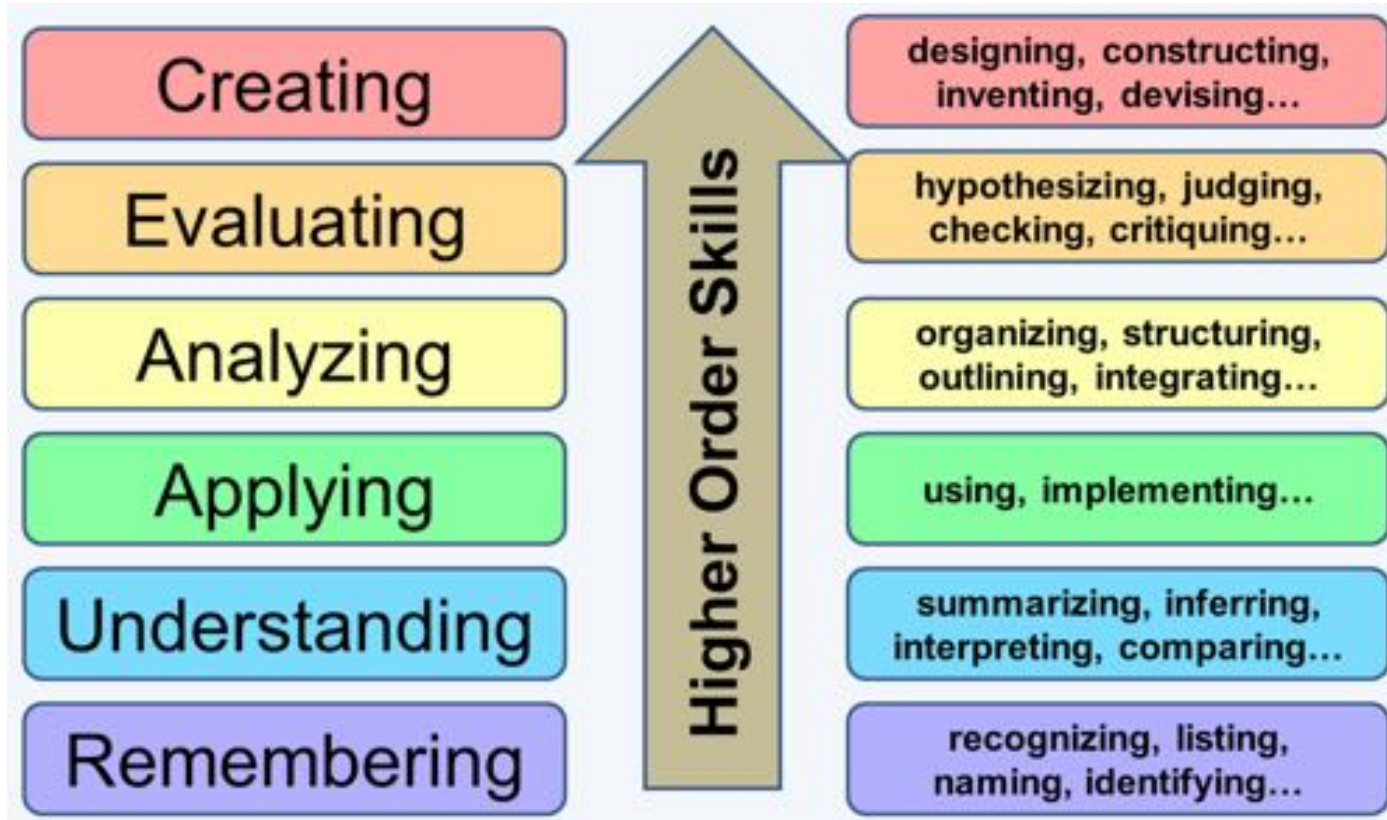 Creating
designing, constructing,
inventing, devising…
Evaluating
hypothesizing, judging,
checking, critiquing…
Analyzing
organizing, structuring,
outlining, integrating…
Applying
using, implementing…
Understanding
summarizing, inferring,
interpreting, comparing…
Remembering
recognizing, listing,
naming, identifying…
Higher Order Skills